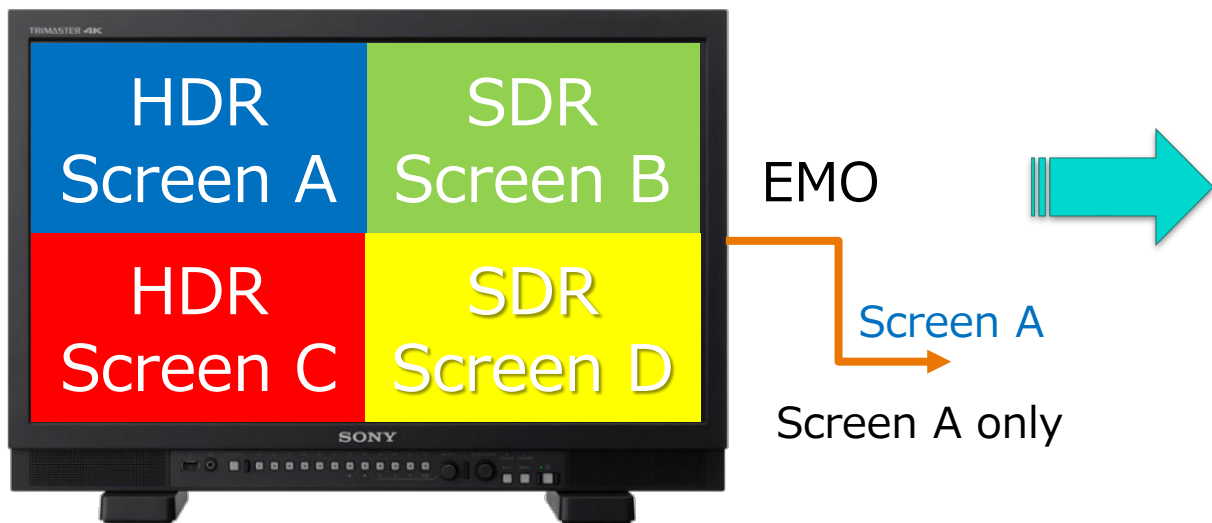 TRIMASTER 4K
HDR
Screen A
SDR
Screen B
HDR
Screen C
SDR
Screen D
EMO
Screen A
Screen A only
SONY